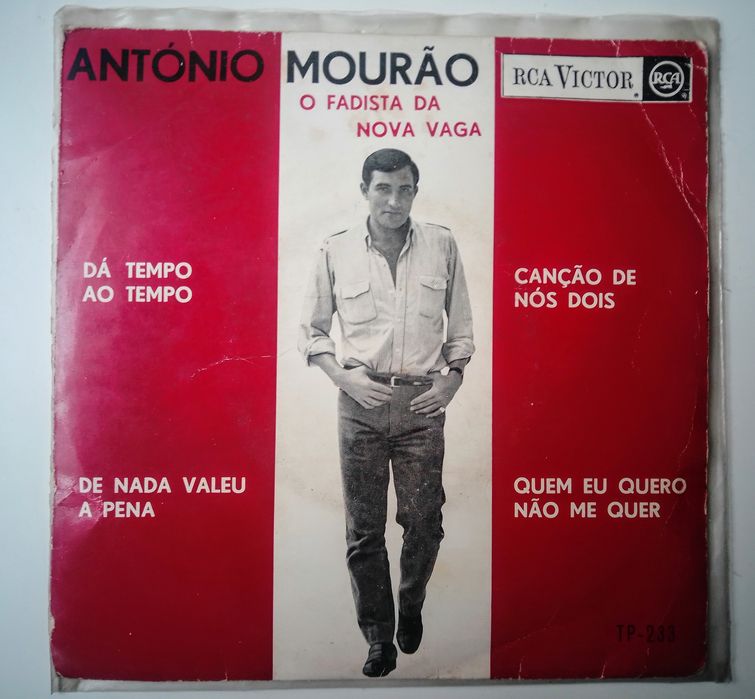 ANTÓNIO MOURÃO
RCA VICTOR
RCA
O FADISTA DA
NOVA VAGA
DÁ TEMPO
AO TEMPO
CANÇÃO DE
NÓS DOIS
DE NADA VALEU
A PENA
QUEM EU QUERO
NÃO ME QUER
TP-233